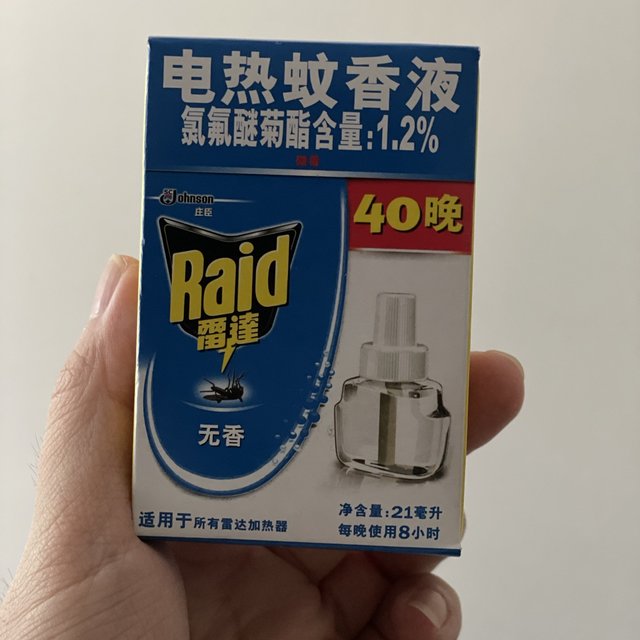 电热蚊香液
氯氟醚菊酯含量:1.2%
微毒
Johnson
庄臣
40晚
Raid
雷達
无香
净含量:21毫升
适用于所有雷达加热器
每晚使用8小时